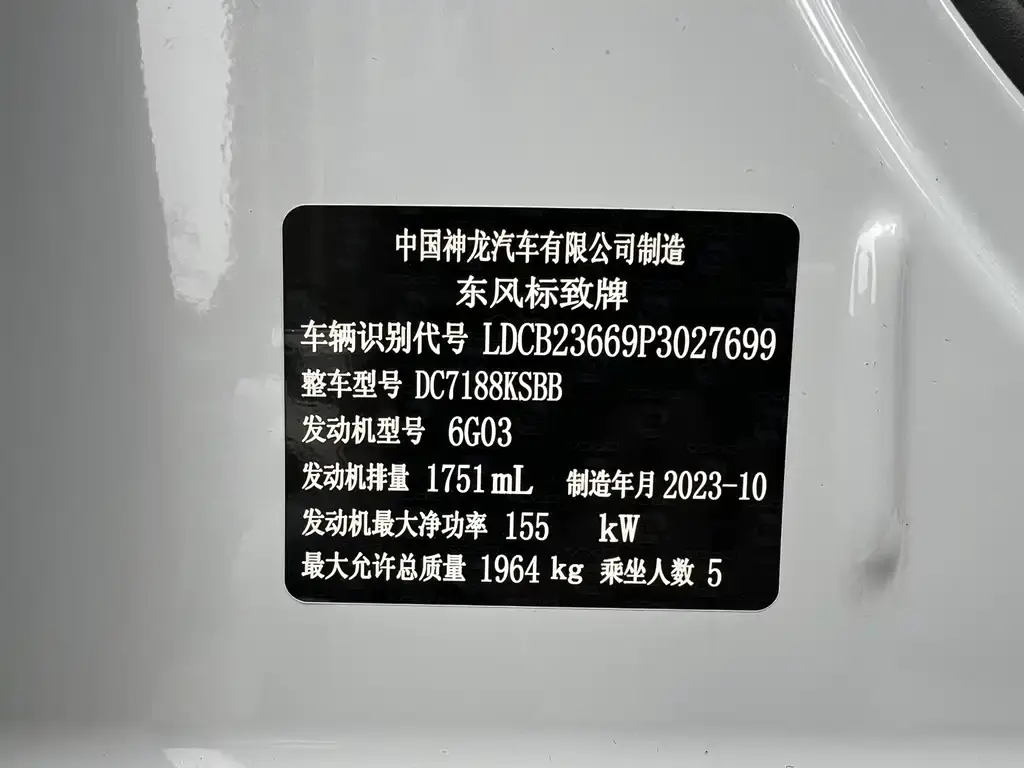 中国神龙汽车有限公司制造
东风标致牌
车辆识别代号 LDCB23669P3027699
整车型号 DC7188KSBB
发动机型号 6G03
发动机排量 1751mL 制造年月 2023-10
发动机最大净功率 155 kW
最大允许总质量 1964 kg 乘坐人数 5